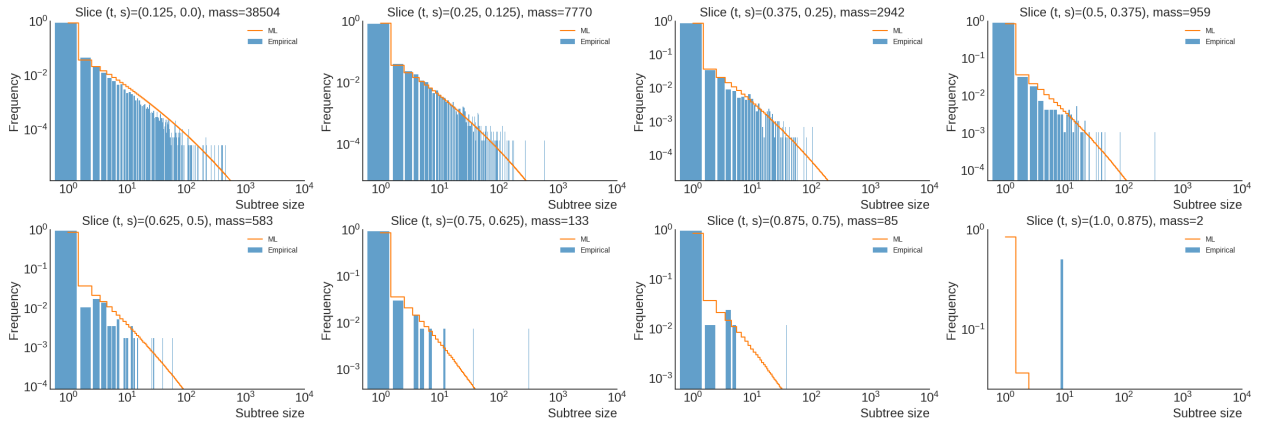 Slice (t, s)=(0.125, 0.0), mass=38504
Frequency
10^0
10^-2
10^-4
ML
Empirical
10^0 10^1 10^2 10^3 10^4
Subtree size
Slice (t, s)=(0.25, 0.125), mass=7770
Frequency
10^0
10^-2
10^-4
ML
Empirical
10^0 10^1 10^2 10^3 10^4
Subtree size
Slice (t, s)=(0.375, 0.25), mass=2942
Frequency
10^0
10^-1
10^-2
10^-3
10^-4
ML
Empirical
10^0 10^1 10^2 10^3 10^4
Subtree size
Slice (t, s)=(0.5, 0.375), mass=959
Frequency
10^0
10^-1
10^-2
10^-3
10^-4
ML
Empirical
10^0 10^1 10^2 10^3 10^4
Subtree size
Slice (t, s)=(0.625, 0.5), mass=583
Frequency
10^0
10^-1
10^-2
10^-3
10^-4
ML
Empirical
10^0 10^1 10^2 10^3 10^4
Subtree size
Slice (t, s)=(0.75, 0.625), mass=133
Frequency
10^0
10^-1
10^-2
10^-3
ML
Empirical
10^0 10^1 10^2 10^3 10^4
Subtree size
Slice (t, s)=(0.875, 0.75), mass=85
Frequency
10^0
10^-1
10^-2
10^-3
ML
Empirical
10^0 10^1 10^2 10^3 10^4
Subtree size
Slice (t, s)=(1.0, 0.875), mass=2
Frequency
10^0
10^-1
ML
Empirical
10^0 10^1 10^2 10^3 10^4
Subtree size